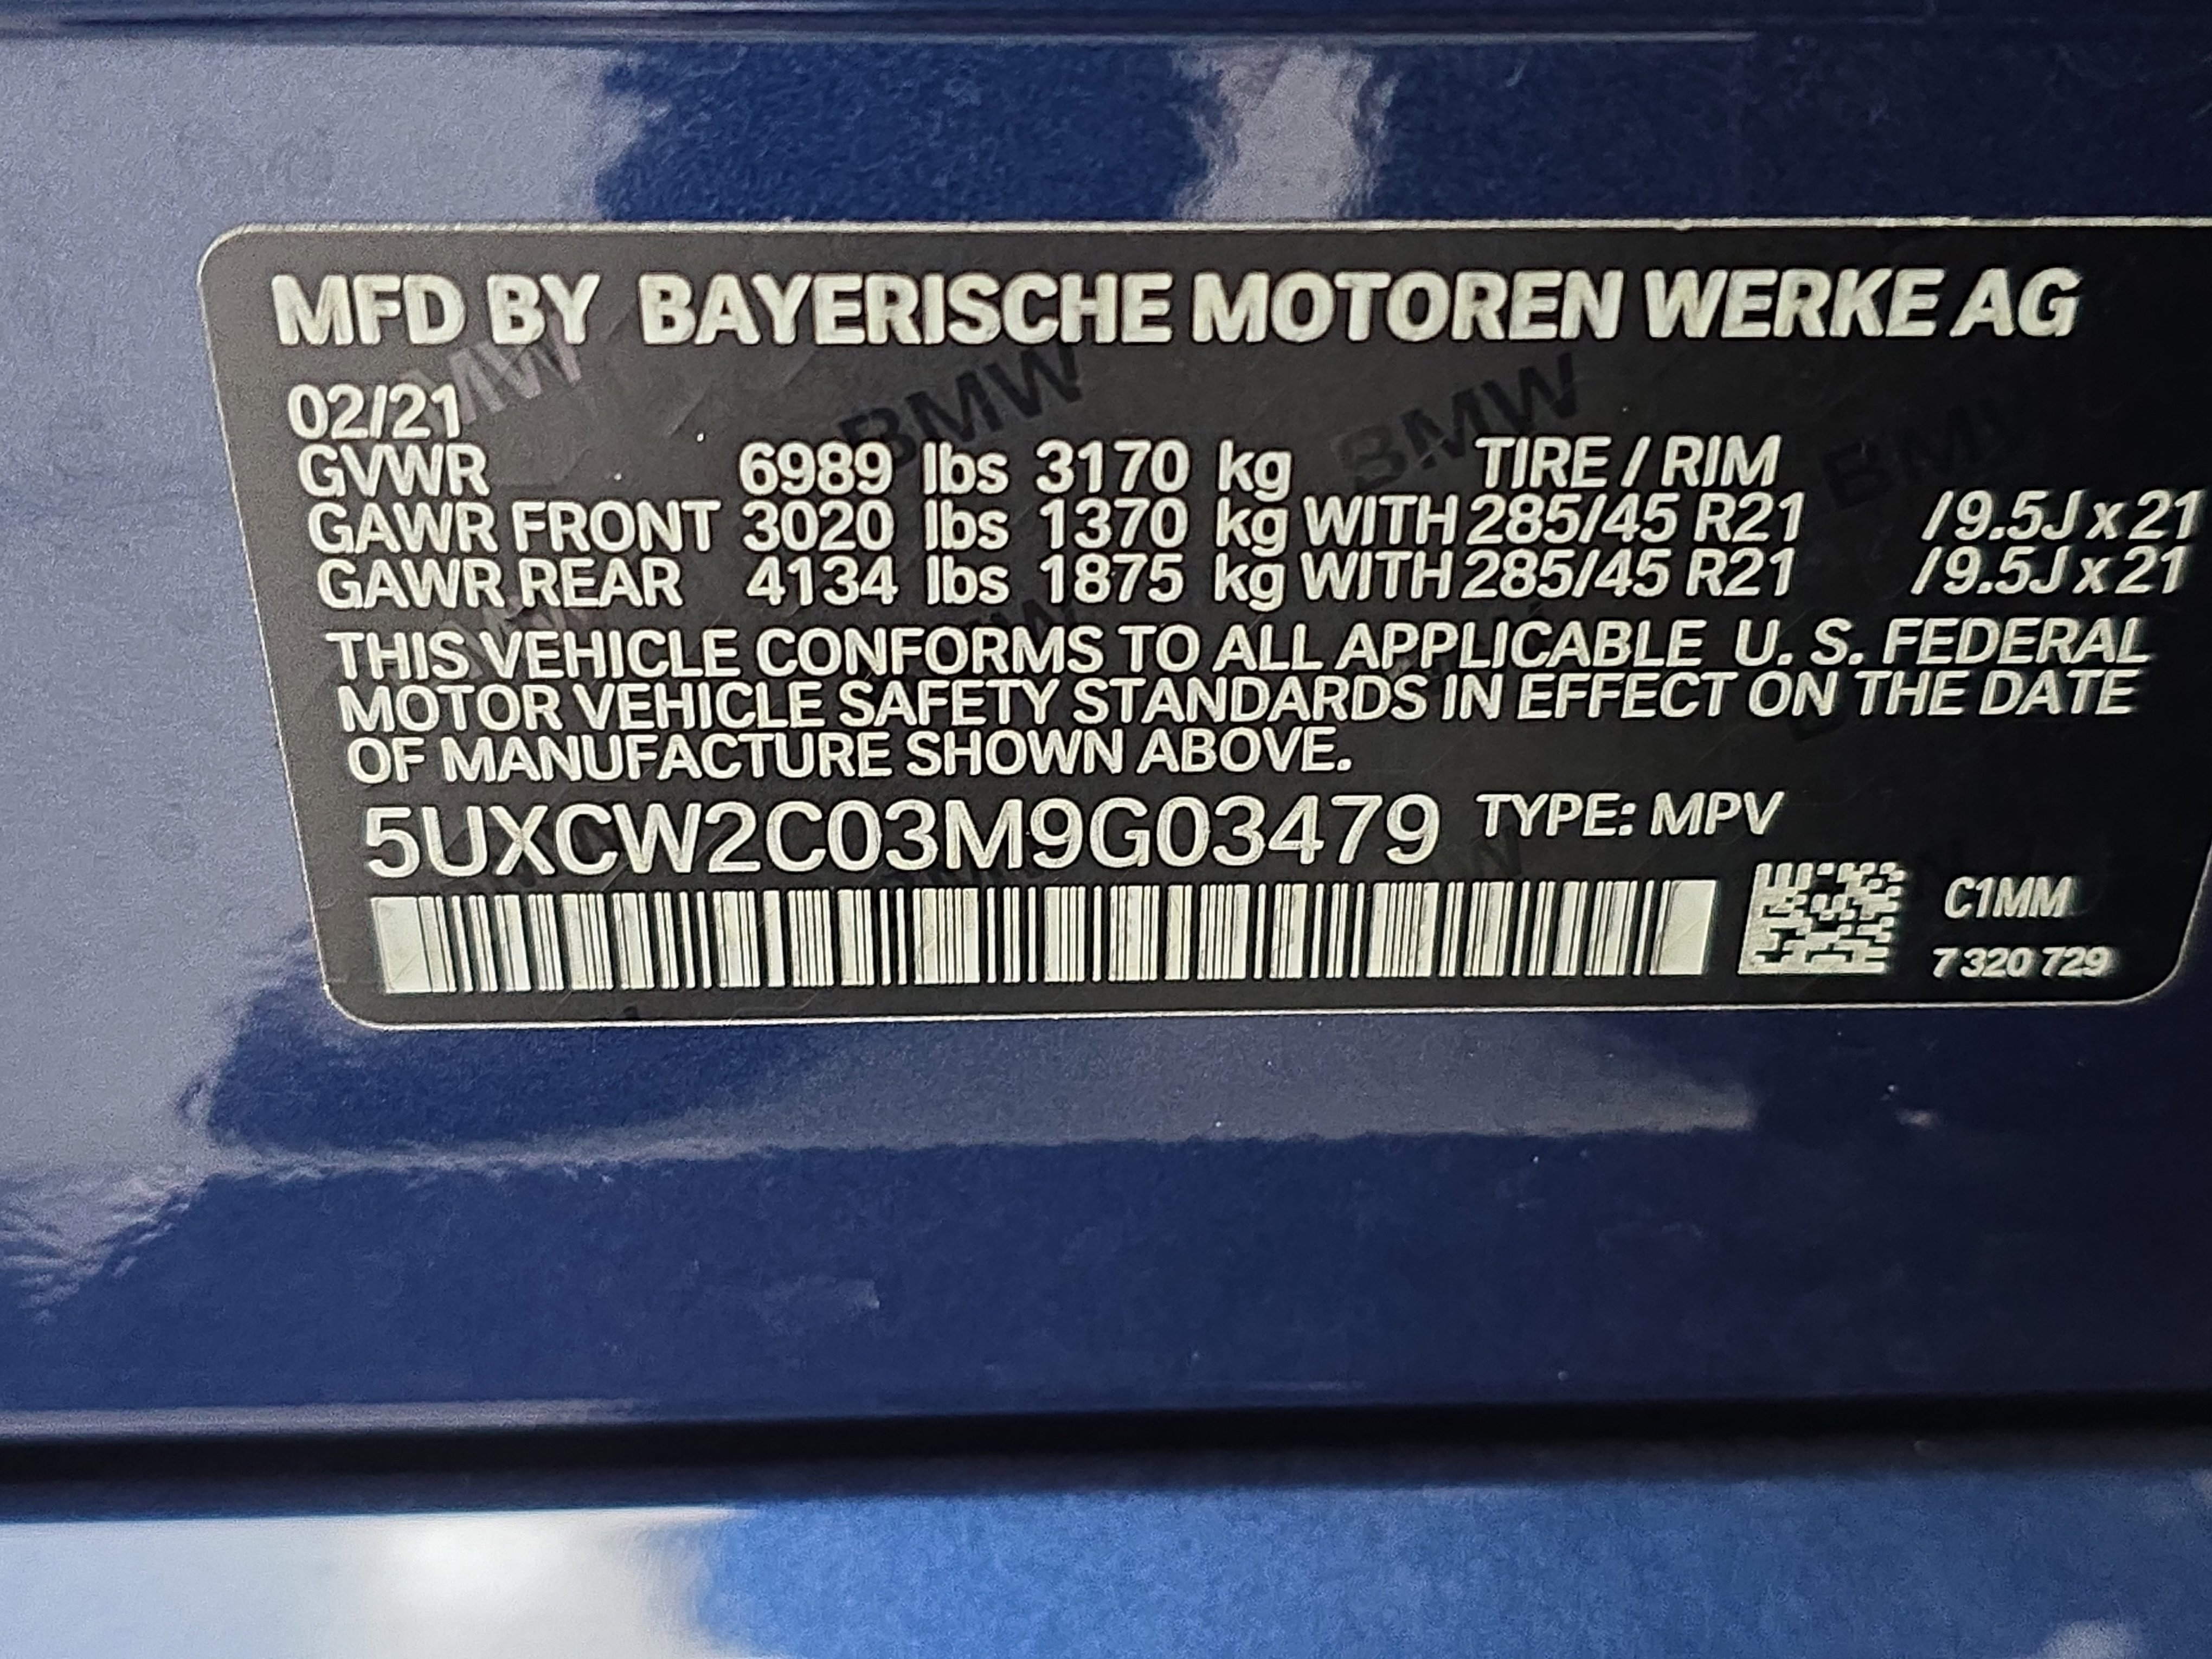 MFD BY BAYERISCHE MOTOREN WERKE AG
02/21
GVWR 6989 lbs 3170 kg TIRE / RIM
GAWR FRONT 3020 lbs 1370 kg WITH 285/45 R21 /9.5J x 21
GAWR REAR 4134 lbs 1875 kg WITH 285/45 R21 /9.5J x 21
THIS VEHICLE CONFORMS TO ALL APPLICABLE U. S. FEDERAL
MOTOR VEHICLE SAFETY STANDARDS IN EFFECT ON THE DATE
OF MANUFACTURE SHOWN ABOVE.
5UXCW2C03M9G03479 TYPE: MPV
C1MM
7 320 729